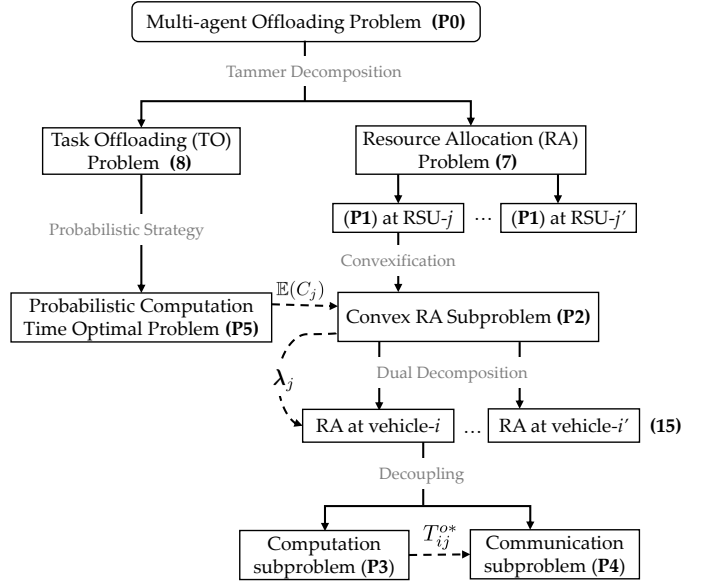 Multi-agent Offloading Problem (P0)
Tammer Decomposition
Task Offloading (TO)
Problem (8)
Resource Allocation (RA)
Problem (7)
(P1) at RSU-j
...
(P1) at RSU-j′
Probabilistic Strategy
Convexification
Probabilistic Computation
Time Optimal Problem (P5)
𝔼(C_j)
Convex RA Subproblem (P2)
λ_j
Dual Decomposition
RA at vehicle-i
...
RA at vehicle-i′
(15)
Decoupling
Computation
subproblem (P3)
T_{ij}^{o*}
Communication
subproblem (P4)